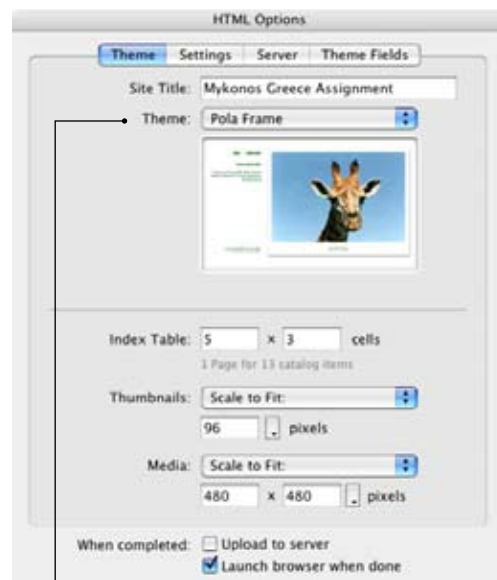 HTML Options
Theme Settings Server Theme Fields
Site Title: Mykonos Greece Assignment
Theme: Pola Frame
Index Table: 5 x 3 cells
1 Page for 13 catalog items
Thumbnails: Scale to Fit:
96 pixels
Media: Scale to Fit:
480 x 480 pixels
When completed: Upload to server
Launch browser when done